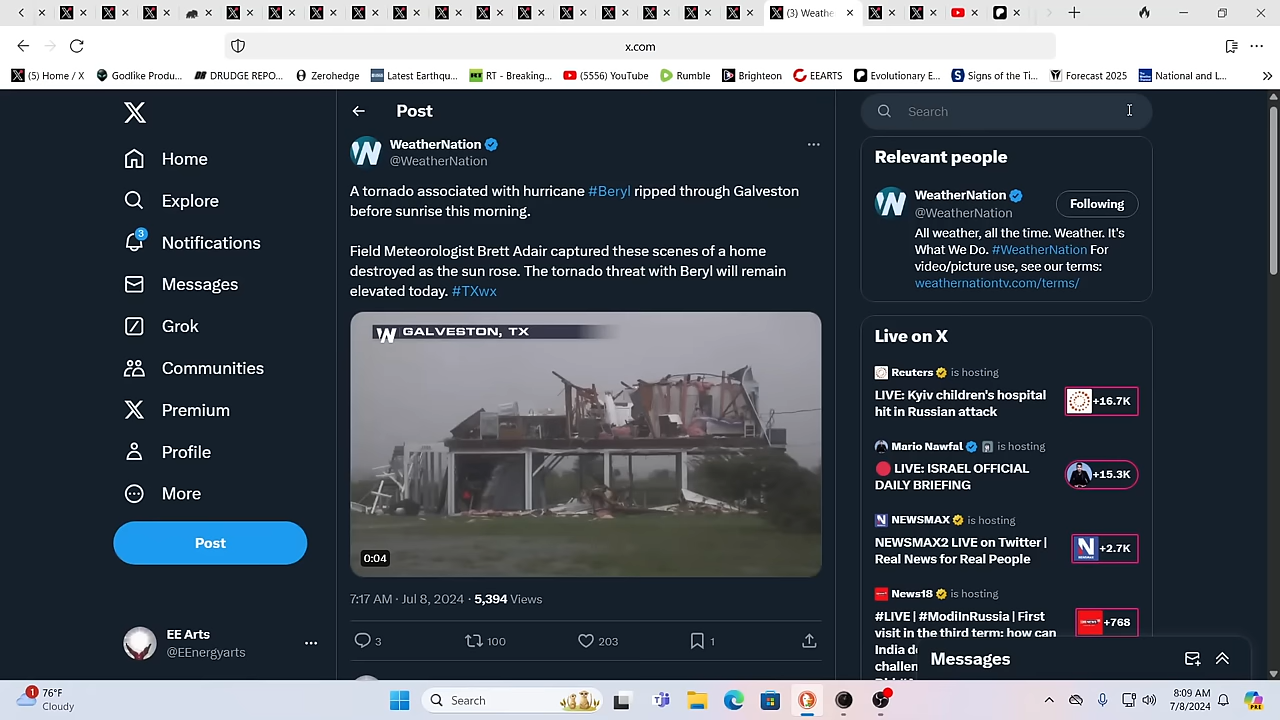 (3) Weathe
x.com
(5) Home / X
Godlike Produ...
DRUDGE REPO...
Zerohedge
Latest Earthqu...
RT - Breaking...
(5556) YouTube
Rumble
Brighteon
EEARTS
Evolutionary E...
Signs of the Ti...
Forecast 2025
National and L...
Home
Explore
3
Notifications
Messages
Grok
Communities
Premium
Profile
More
Post
EE Arts
@EEnergyarts
Post
WeatherNation
@WeatherNation
A tornado associated with hurricane #Beryl ripped through Galveston
before sunrise this morning.
Field Meteorologist Brett Adair captured these scenes of a home
destroyed as the sun rose. The tornado threat with Beryl will remain
elevated today. #TXwx
W GALVESTON, TX
0:04
7:17 AM · Jul 8, 2024 · 5,394 Views
3
100
203
1
Search
Relevant people
WeatherNation
@WeatherNation
Following
All weather, all the time. Weather. It's
What We Do. #WeatherNation For
video/picture use, see our terms:
weathernationtv.com/terms/
Live on X
Reuters is hosting
LIVE: Kyiv children's hospital
hit in Russian attack
+16.7K
Mario Nawfal is hosting
LIVE: ISRAEL OFFICIAL
DAILY BRIEFING
+15.3K
NEWSMAX is hosting
NEWSMAX2 LIVE on Twitter |
Real News for Real People
+2.7K
News18 is hosting
#LIVE | #ModiInRussia | First
visit in the third term: how can
India de
challen
+768
Messages
1
76°F
Cloudy
Search
8:09 AM
7/8/2024
PRE